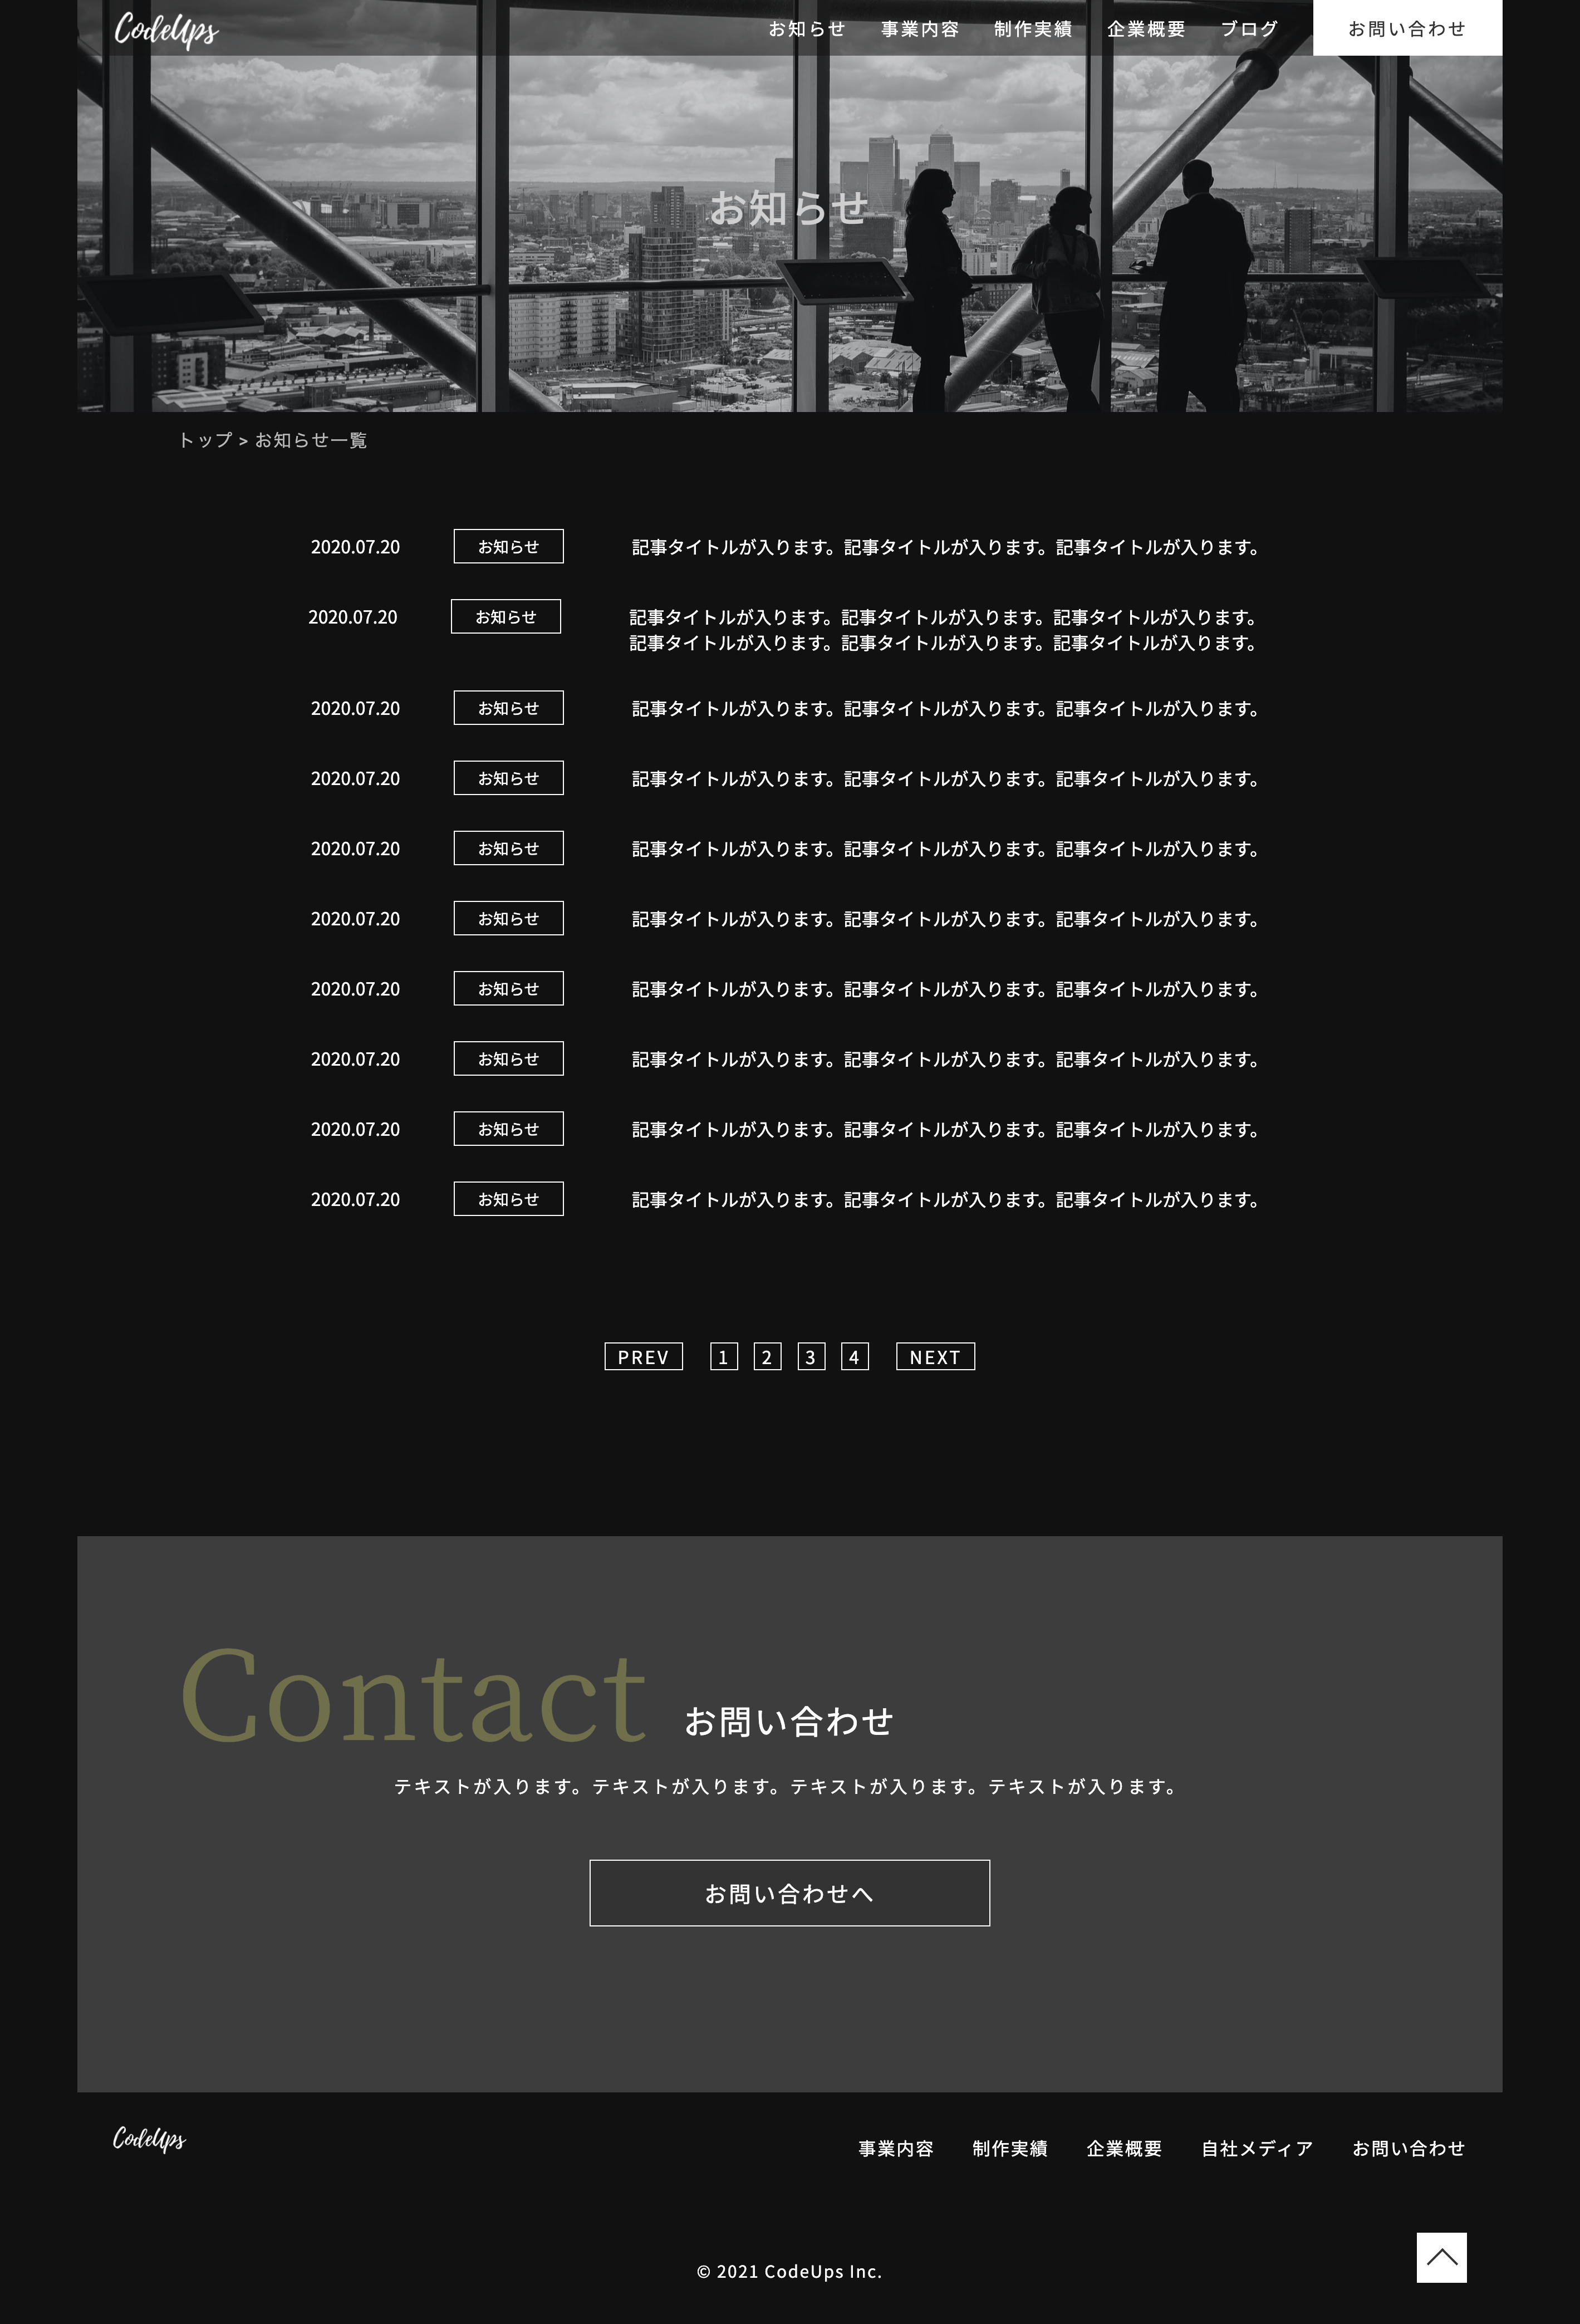 CodeUps
お知らせ 事業内容 制作実績 企業概要 ブログ お問い合わせ
お知らせ
トップ > お知らせ一覧
2020.07.20 お知らせ 記事タイトルが入ります。記事タイトルが入ります。記事タイトルが入ります。
2020.07.20 お知らせ 記事タイトルが入ります。記事タイトルが入ります。記事タイトルが入ります。
記事タイトルが入ります。記事タイトルが入ります。記事タイトルが入ります。
2020.07.20 お知らせ 記事タイトルが入ります。記事タイトルが入ります。記事タイトルが入ります。
2020.07.20 お知らせ 記事タイトルが入ります。記事タイトルが入ります。記事タイトルが入ります。
2020.07.20 お知らせ 記事タイトルが入ります。記事タイトルが入ります。記事タイトルが入ります。
2020.07.20 お知らせ 記事タイトルが入ります。記事タイトルが入ります。記事タイトルが入ります。
2020.07.20 お知らせ 記事タイトルが入ります。記事タイトルが入ります。記事タイトルが入ります。
2020.07.20 お知らせ 記事タイトルが入ります。記事タイトルが入ります。記事タイトルが入ります。
2020.07.20 お知らせ 記事タイトルが入ります。記事タイトルが入ります。記事タイトルが入ります。
2020.07.20 お知らせ 記事タイトルが入ります。記事タイトルが入ります。記事タイトルが入ります。
PREV 1 2 3 4 NEXT
Contact お問い合わせ
テキストが入ります。テキストが入ります。テキストが入ります。テキストが入ります。
お問い合わせへ
CodeUps
事業内容 制作実績 企業概要 自社メディア お問い合わせ
© 2021 CodeUps Inc.